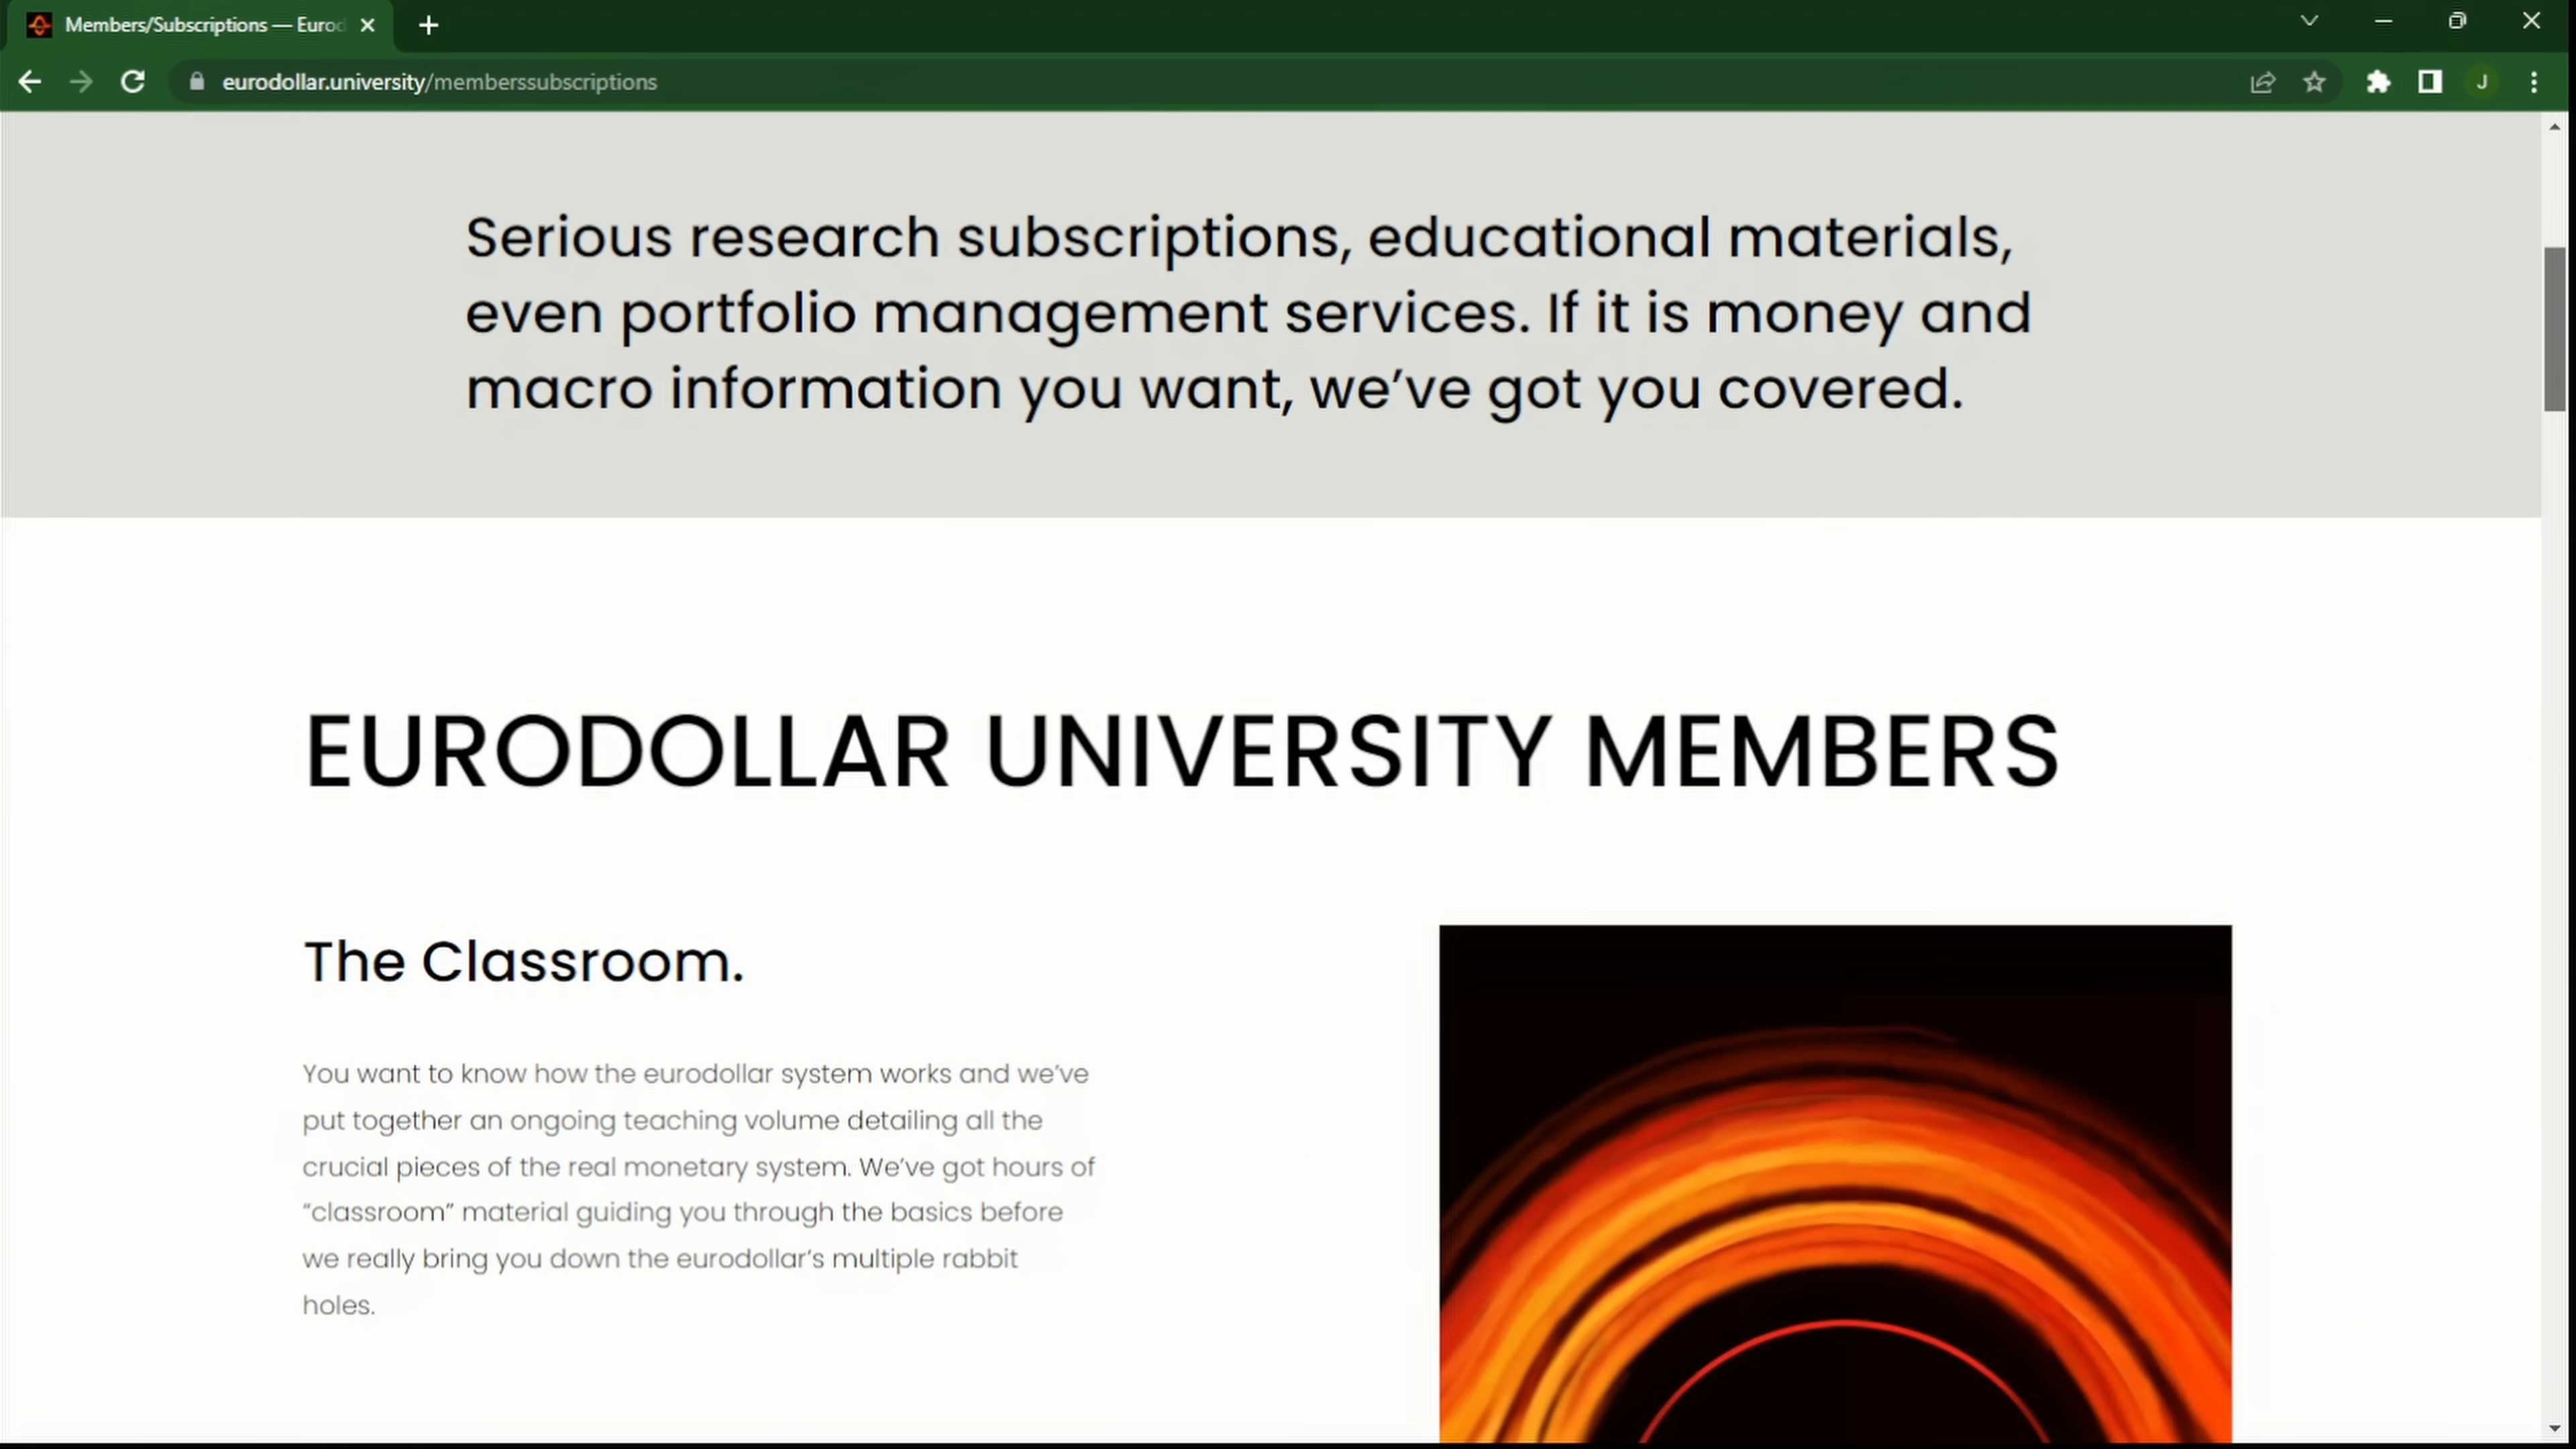 Members/Subscriptions — Eurod
eurodollar.university/memberssubscriptions
J
Serious research subscriptions, educational materials,
even portfolio management services. If it is money and
macro information you want, we’ve got you covered.
EURODOLLAR UNIVERSITY MEMBERS
The Classroom.
You want to know how the eurodollar system works and we’ve
put together an ongoing teaching volume detailing all the
crucial pieces of the real monetary system. We’ve got hours of
“classroom” material guiding you through the basics before
we really bring you down the eurodollar’s multiple rabbit
holes.